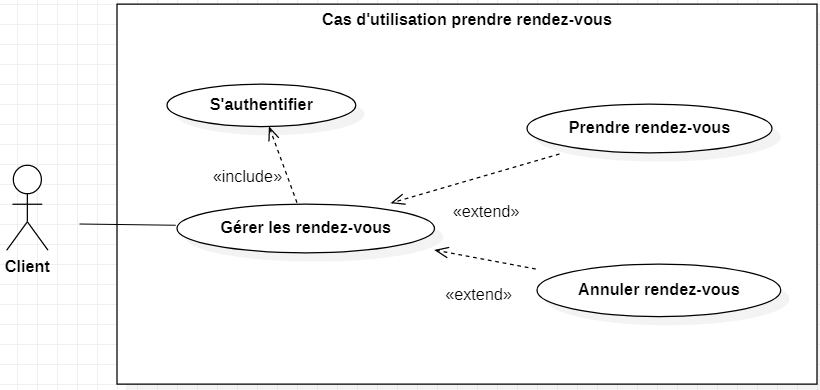 Cas d'utilisation prendre rendez-vous
S'authentifier
Prendre rendez-vous
«include»
«extend»
Gérer les rendez-vous
Client
Annuler rendez-vous
«extend»